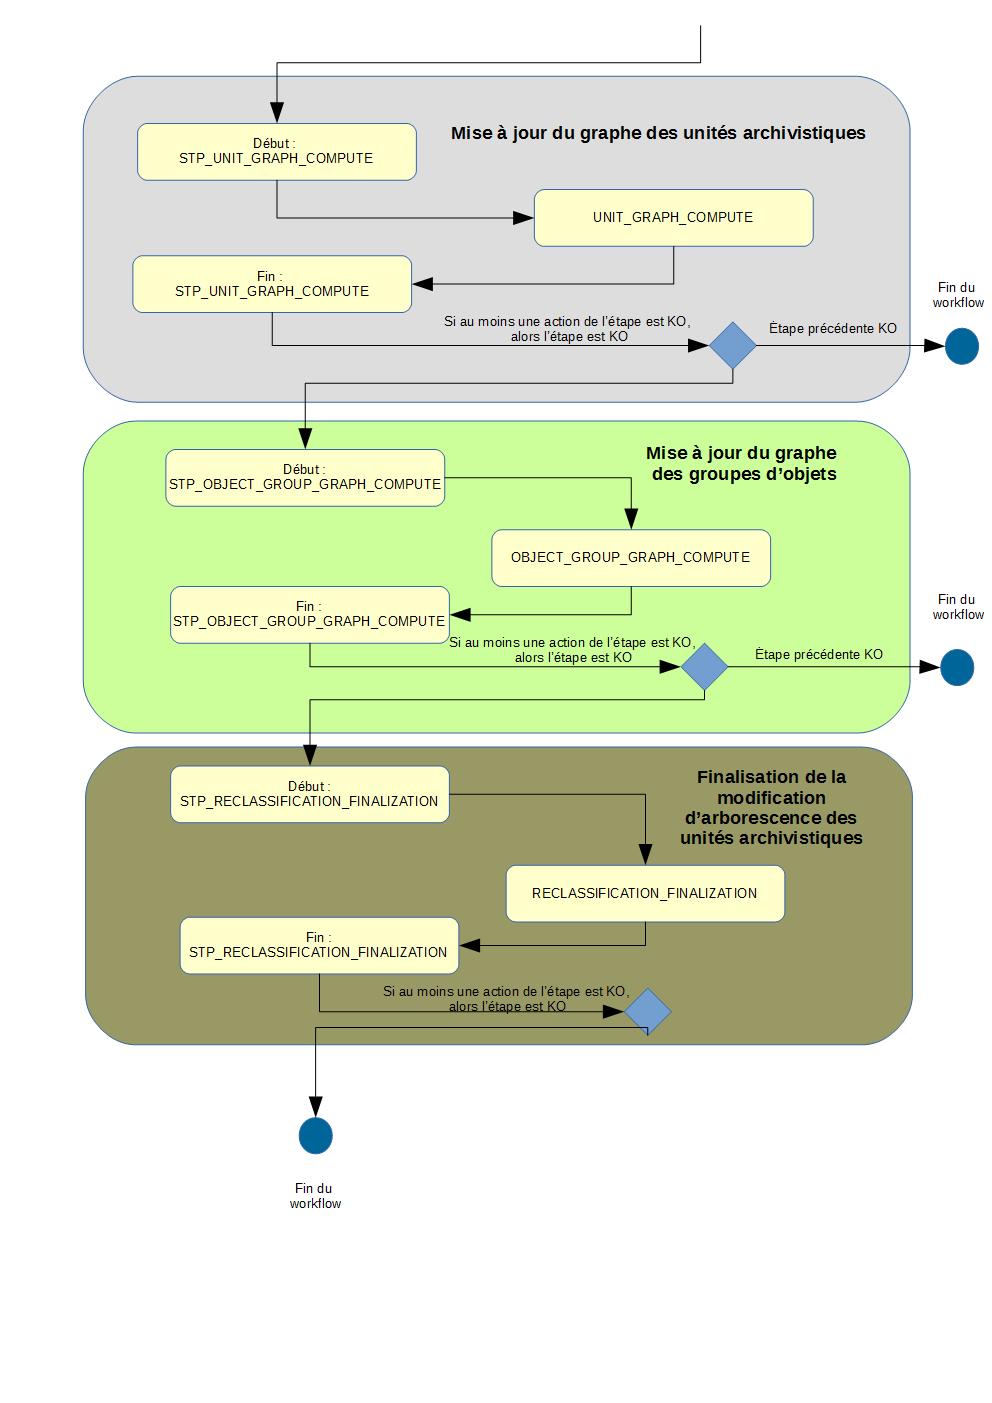 Mise à jour du graphe des unités archivistiques
Début :
STP_UNIT_GRAPH_COMPUTE
UNIT_GRAPH_COMPUTE
Fin :
STP_UNIT_GRAPH_COMPUTE
Si au moins une action de l'étape est KO,
alors l'étape est KO
Étape précédente KO
Fin du
workflow
Mise à jour du graphe
des groupes d'objets
Début :
STP_OBJECT_GROUP_GRAPH_COMPUTE
OBJECT_GROUP_GRAPH_COMPUTE
Fin :
STP_OBJECT_GROUP_GRAPH_COMPUTE
Si au moins une action de l'étape est KO,
alors l'étape est KO
Étape précédente KO
Fin du
workflow
Finalisation de la
modification
d'arborescence des
unités archivistiques
Début :
STP_RECLASSIFICATION_FINALIZATION
RECLASSIFICATION_FINALIZATION
Fin :
STP_RECLASSIFICATION_FINALIZATION
Si au moins une action de l'étape est KO,
alors l'étape est KO
Fin du
workflow